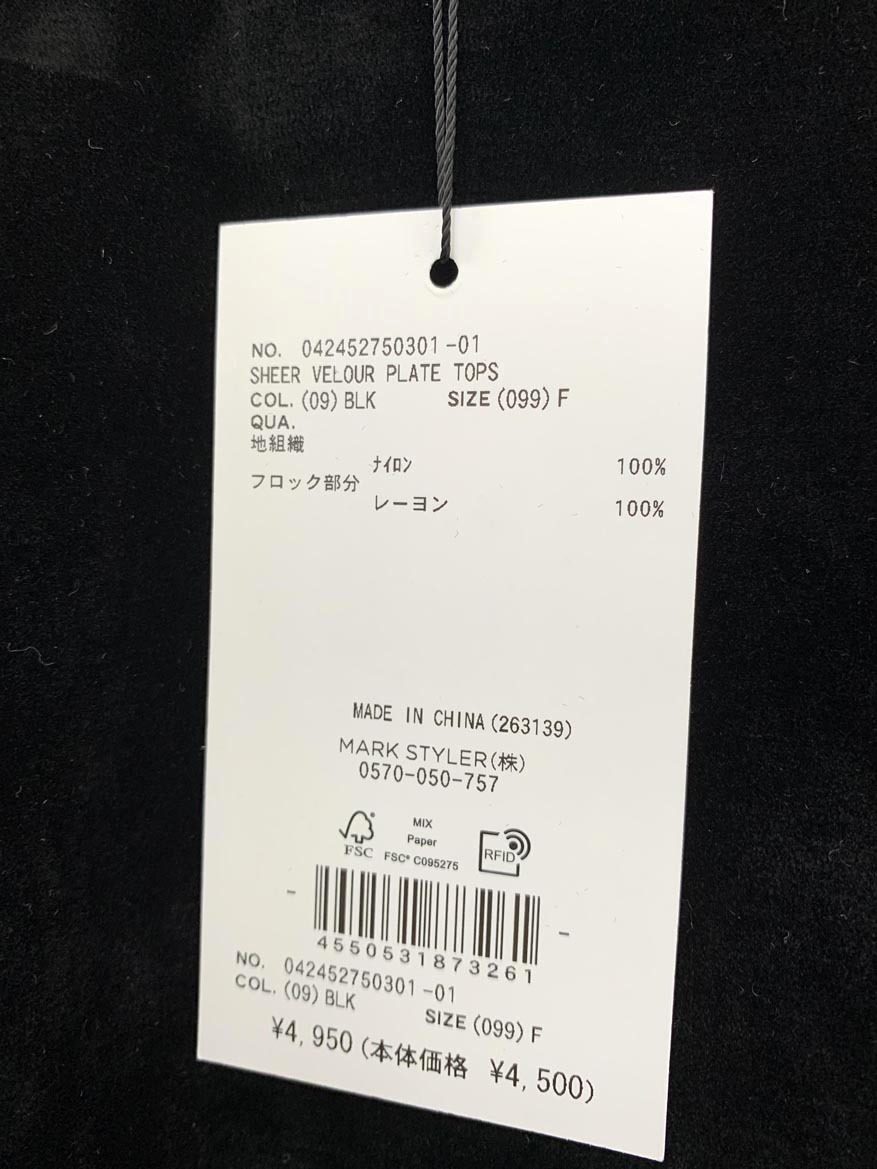 NO. 042452750301-01
SHEER VELOUR PLATE TOPS
COL. (09) BLK SIZE (099) F
QUA.
地組織
ﾅｲﾛﾝ 100%
フロック部分
レーヨン 100%
MADE IN CHINA (263139)
MARK STYLER(株)
0570-050-757
FSC
MIX
Paper
FSC® C095275
RFID
4550531873261
NO. 042452750301-01
COL. (09) BLK SIZE (099) F
¥4,950 (本体価格 ¥4,500)